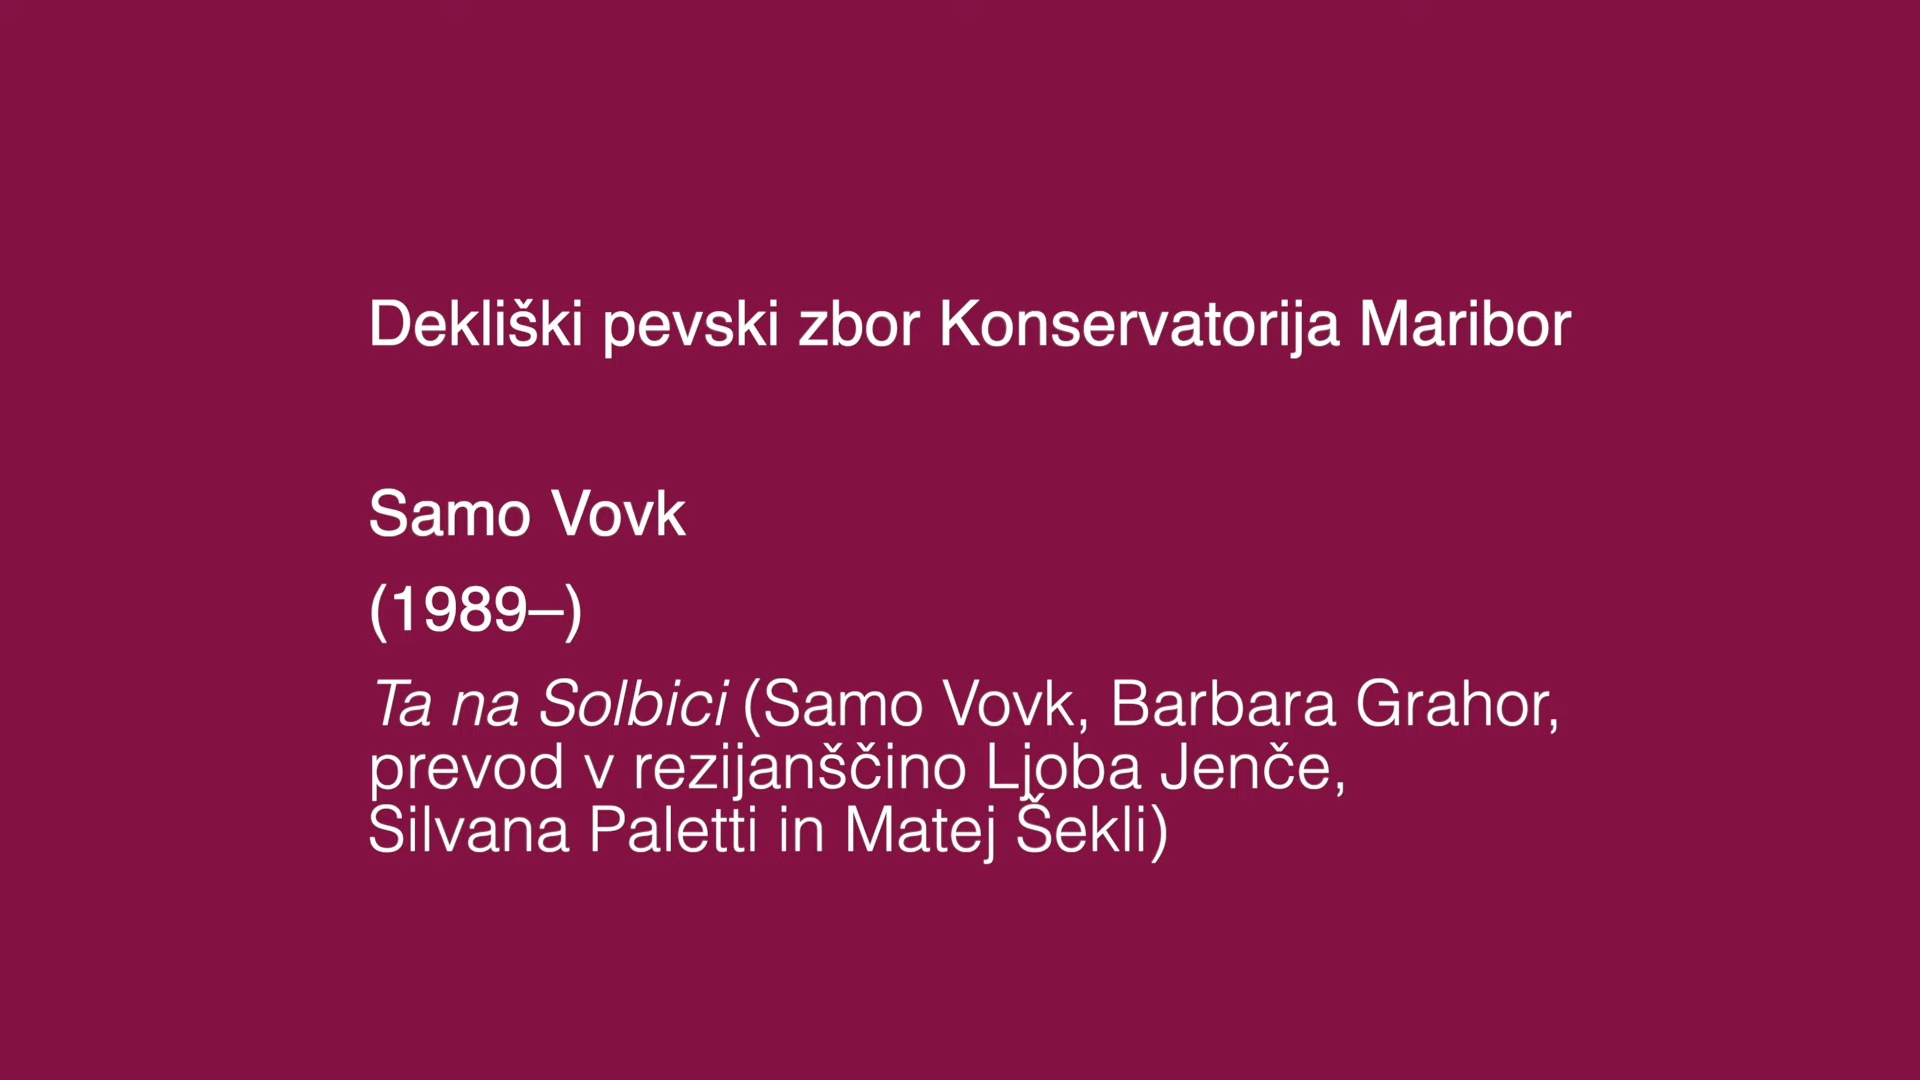 Dekliški pevski zbor Konservatorija Maribor
Samo Vovk
(1989–)
Ta na Solbici (Samo Vovk, Barbara Grahor,
prevod v rezijanščino Ljoba Jenče,
Silvana Paletti in Matej Šekli)